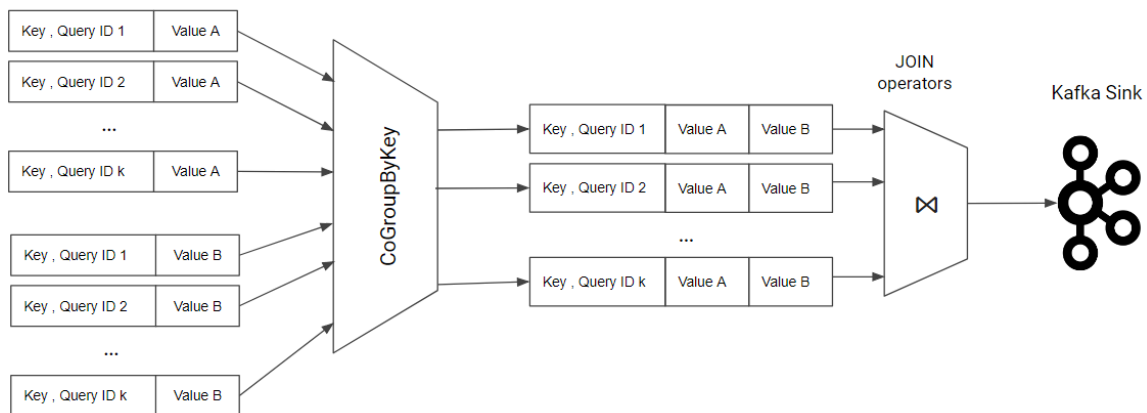 Key , Query ID 1 Value A
Key , Query ID 2 Value A
...
Key , Query ID k Value A
Key , Query ID 1 Value B
Key , Query ID 2 Value B
...
Key , Query ID k Value B
CoGroupByKey
Key , Query ID 1 Value A Value B
Key , Query ID 2 Value A Value B
...
Key , Query ID k Value A Value B
JOIN
operators
⋈
Kafka Sink